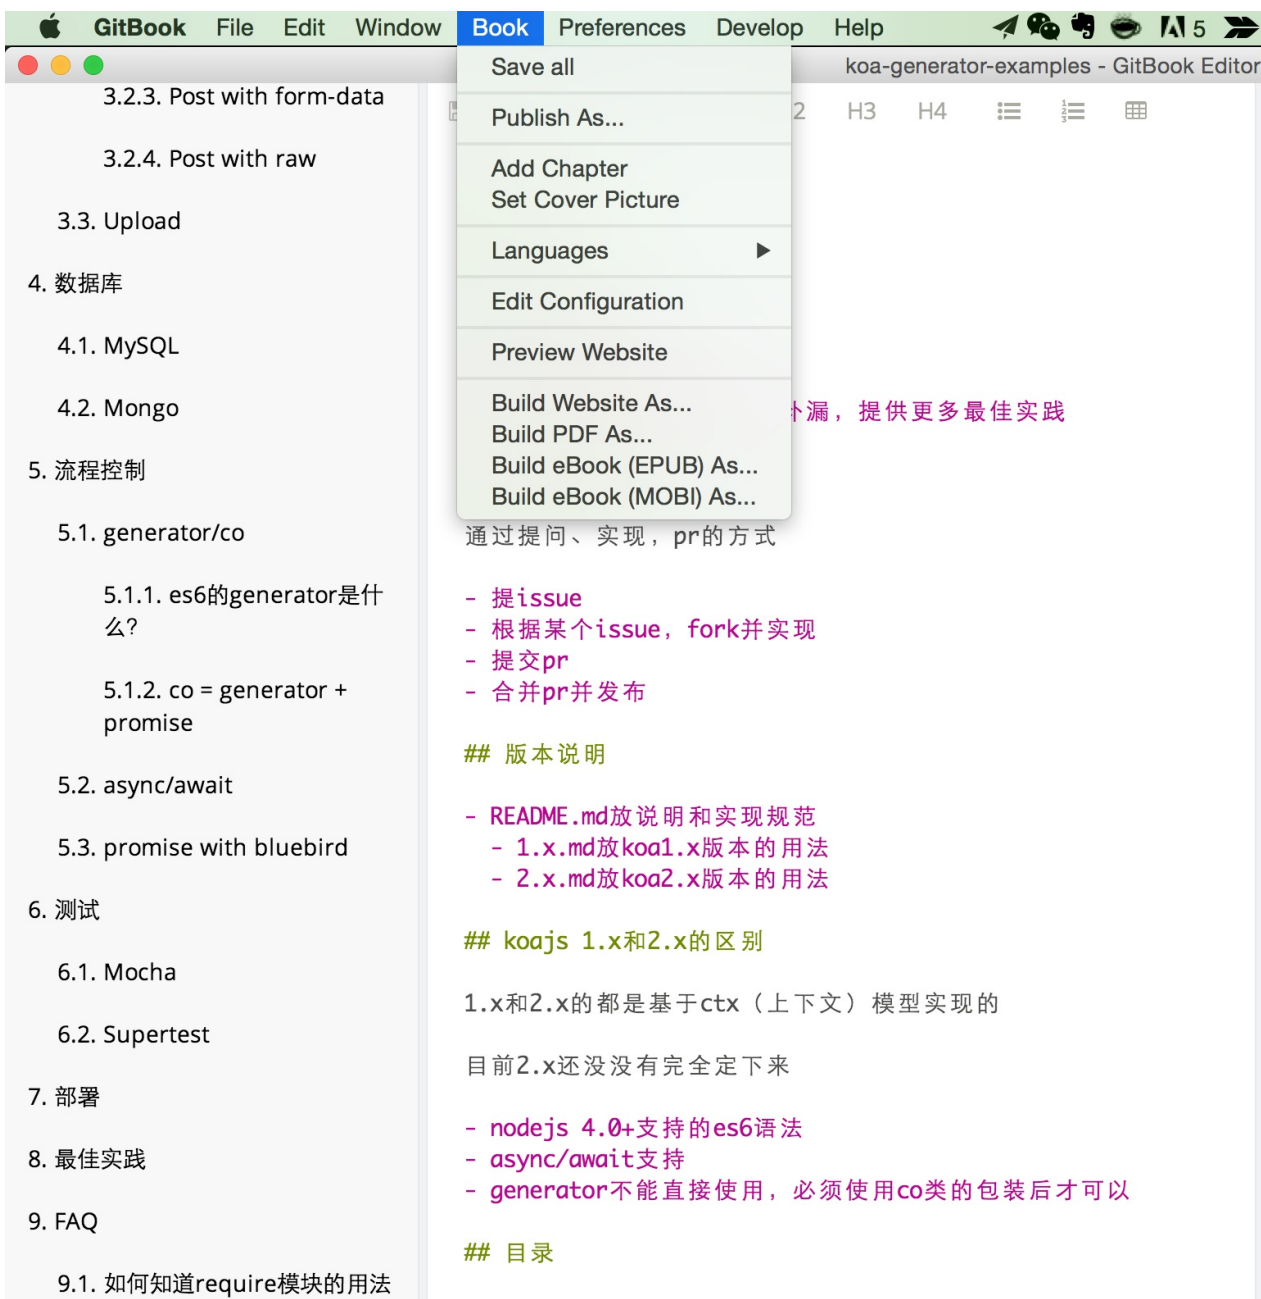 GitBook File Edit Window Book Preferences Develop Help 5
koa-generator-examples - GitBook Editor
3.2.3. Post with form-data
3.2.4. Post with raw
3.3. Upload
4. 数据库
4.1. MySQL
4.2. Mongo
5. 流程控制
5.1. generator/co
5.1.1. es6的generator是什
么?
5.1.2. co = generator +
promise
5.2. async/await
5.3. promise with bluebird
6. 测试
6.1. Mocha
6.2. Supertest
7. 部署
8. 最佳实践
9. FAQ
9.1. 如何知道require模块的用法
Save all
Publish As...
Add Chapter
Set Cover Picture
Languages
Edit Configuration
Preview Website
Build Website As...
Build PDF As...
Build eBook (EPUB) As...
Build eBook (MOBI) As...
2 H3 H4
漏，提供更多最佳实践
通过提问、实现，pr的方式
- 提issue
- 根据某个issue，fork并实现
- 提交pr
- 合并pr并发布
## 版本说明
- README.md放说明和实现规范
- 1.x.md放koa1.x版本的用法
- 2.x.md放koa2.x版本的用法
## koajs 1.x和2.x的区别
1.x和2.x的都是基于ctx（上下文）模型实现的
目前2.x还没没有完全定下来
- nodejs 4.0+支持的es6语法
- async/await支持
- generator不能直接使用，必须使用co类的包装后才可以
## 目录